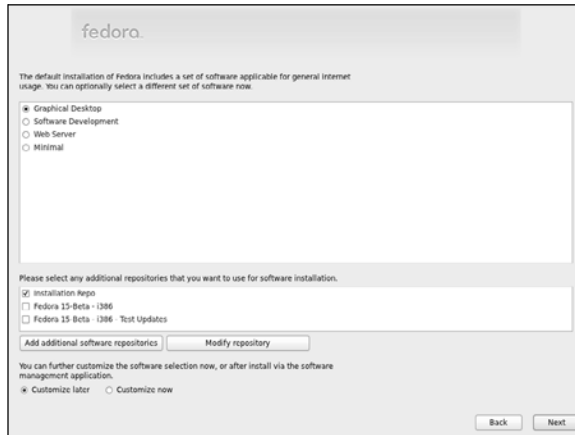 fedora
The default installation of Fedora includes a set of software applicable for general internet
usage. You can optionally select a different set of software now.
Graphical Desktop
Software Development
Web Server
Minimal
Please select any additional repositories that you want to use for software installation.
Installation Repo
Fedora 15-Beta - i386
Fedora 15-Beta - i386 - Test Updates
Add additional software repositories Modify repository
You can further customize the software selection now, or after install via the software
management application.
Customize later Customize now
Back Next